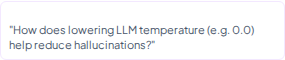 "How does lowering LLM temperature (e.g. 0.0)
help reduce hallucinations?"